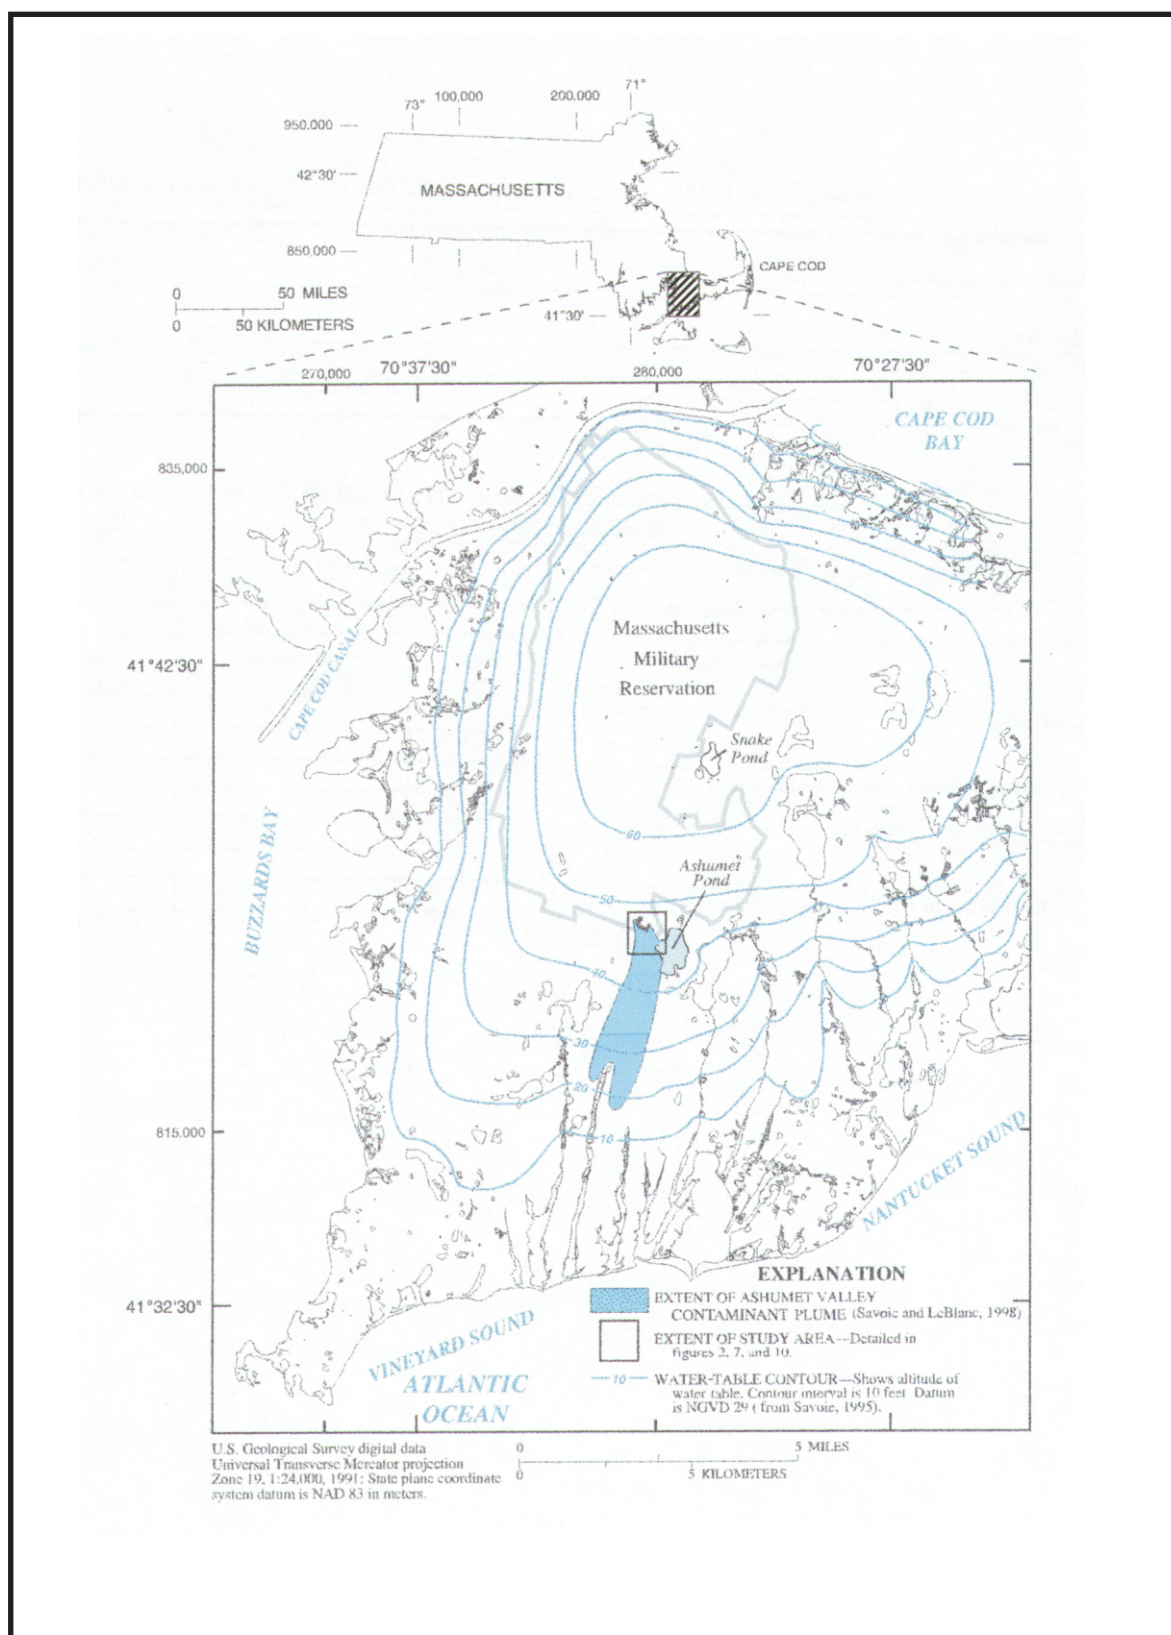 71°
73° 100,000 200,000
950,000
42°30'
MASSACHUSETTS
850,000
CAPE COD
0 50 MILES
0 50 KILOMETERS
41°30'
270,000 70°37'30" 280,000 70°27'30"
CAPE COD
BAY
835,000
Massachusetts
Military
Reservation
41°42'30"
CAPE COD CANAL
Snake
Pond
60
BUZZARDS BAY
Ashumet
Pond
50
40
30
20
10
815,000
NANTUCKET SOUND
EXPLANATION
EXTENT OF ASHUMET VALLEY
CONTAMINANT PLUME (Savoie and LeBlanc, 1998)
EXTENT OF STUDY AREA—Detailed in
figures 2, 7, and 10.
10 WATER-TABLE CONTOUR—Shows altitude of
water table. Contour interval is 10 feet. Datum
is NGVD 29 (from Savoie, 1995).
41°32'30"
VINEYARD SOUND
ATLANTIC
OCEAN
U.S. Geological Survey digital data
Universal Transverse Mercator projection
Zone 19, 1:24,000, 1991; State plane coordinate
system datum is NAD 83 in meters.
0 5 MILES
0 5 KILOMETERS